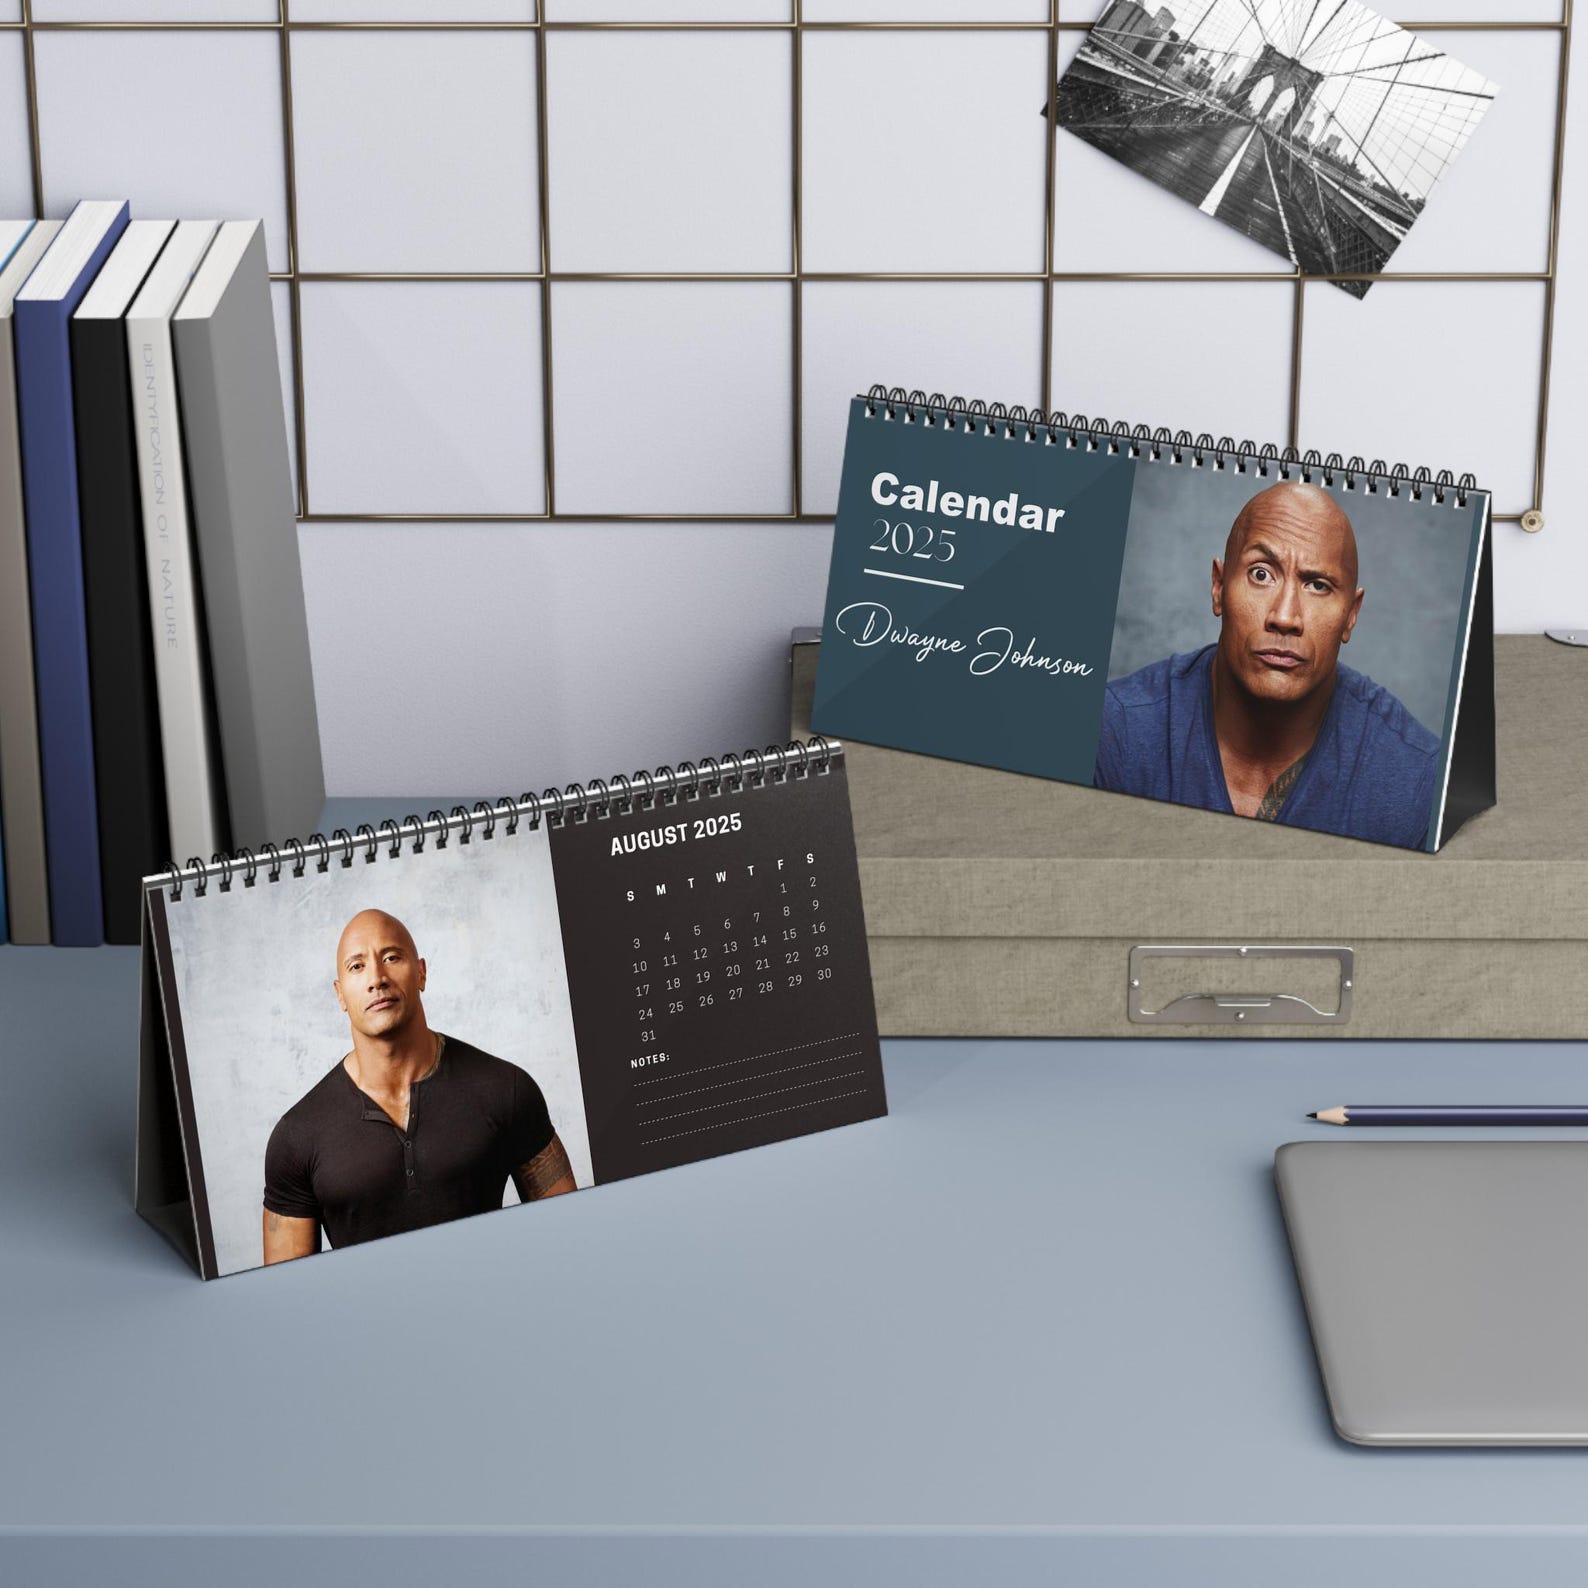 IDENTYFICATION OF NATURE
Calendar
2025
Dwayne Johnson
AUGUST 2025
S M T W T F S
1 2
3 4 5 6 7 8 9
10 11 12 13 14 15 16
17 18 19 20 21 22 23
24 25 26 27 28 29 30
31
NOTES: